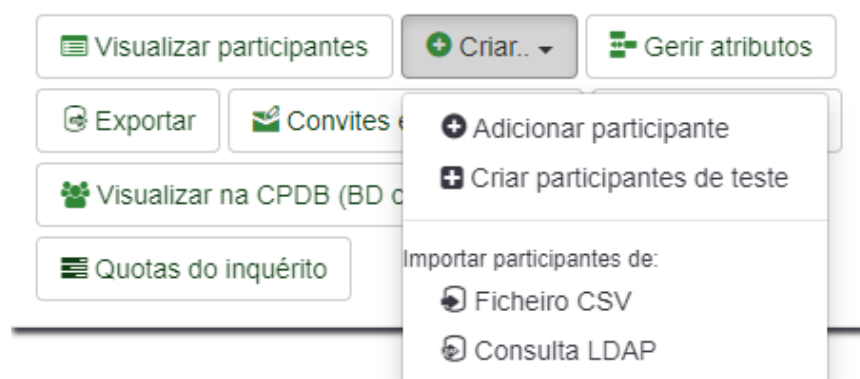 Visualizar participantes
Criar..
Gerir atributos
Exportar
Convites
Visualizar na CPDB (BD
Quotas do inquérito
Adicionar participante
Criar participantes de teste
Importar participantes de:
Ficheiro CSV
Consulta LDAP